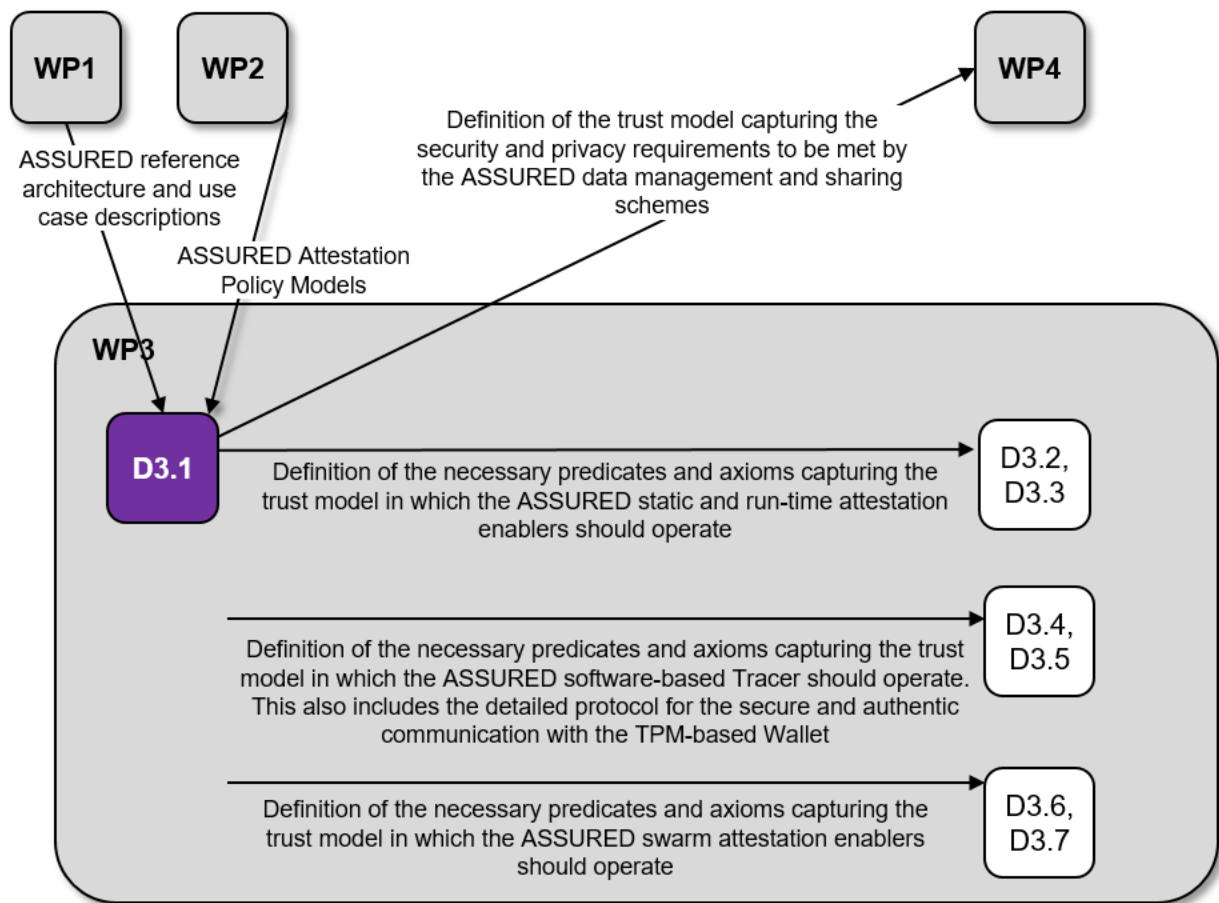 WP1
WP2
WP4
ASSURED reference
architecture and use
case descriptions
Definition of the trust model capturing the
security and privacy requirements to be met by
the ASSURED data management and sharing
schemes
ASSURED Attestation
Policy Models
WP3
D3.1
Definition of the necessary predicates and axioms capturing the
trust model in which the ASSURED static and run-time attestation
enablers should operate
D3.2,
D3.3
Definition of the necessary predicates and axioms capturing the trust
model in which the ASSURED software-based Tracer should operate.
This also includes the detailed protocol for the secure and authentic
communication with the TPM-based Wallet
D3.4,
D3.5
Definition of the necessary predicates and axioms capturing the
trust model in which the ASSURED swarm attestation enablers
should operate
D3.6,
D3.7